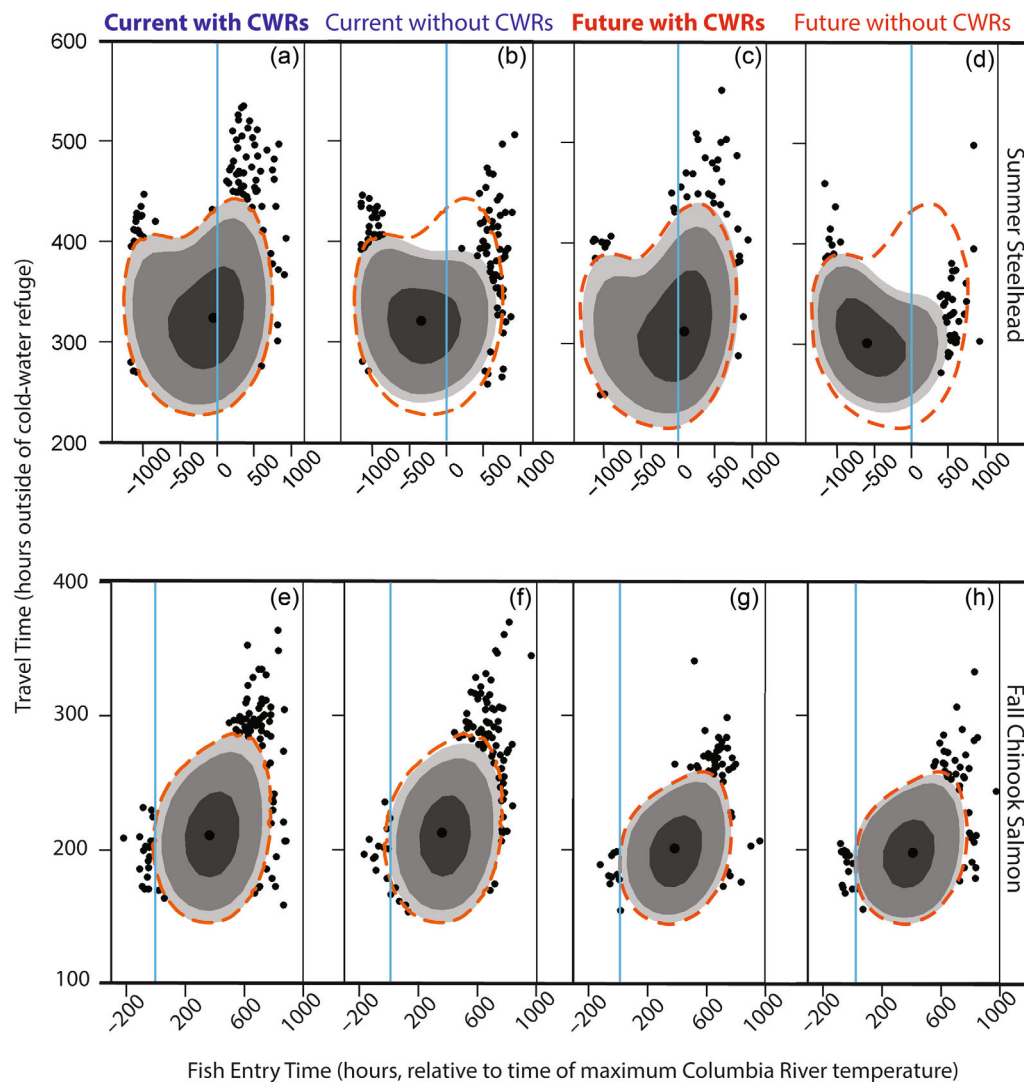 Current with CWRs Current without CWRs Future with CWRs Future without CWRs
600
500
400
300
200
(a)
(b)
(c)
(d)
Summer Steelhead
−1000 −500 0 500 1000
−1000 −500 0 500 1000
−1000 −500 0 500 1000
−1000 −500 0 500 1000
Travel Time (hours outside of cold-water refuge)
400
300
200
100
(e)
(f)
(g)
(h)
Fall Chinook Salmon
−200 200 600 1000
−200 200 600 1000
−200 200 600 1000
−200 200 600 1000
Fish Entry Time (hours, relative to time of maximum Columbia River temperature)